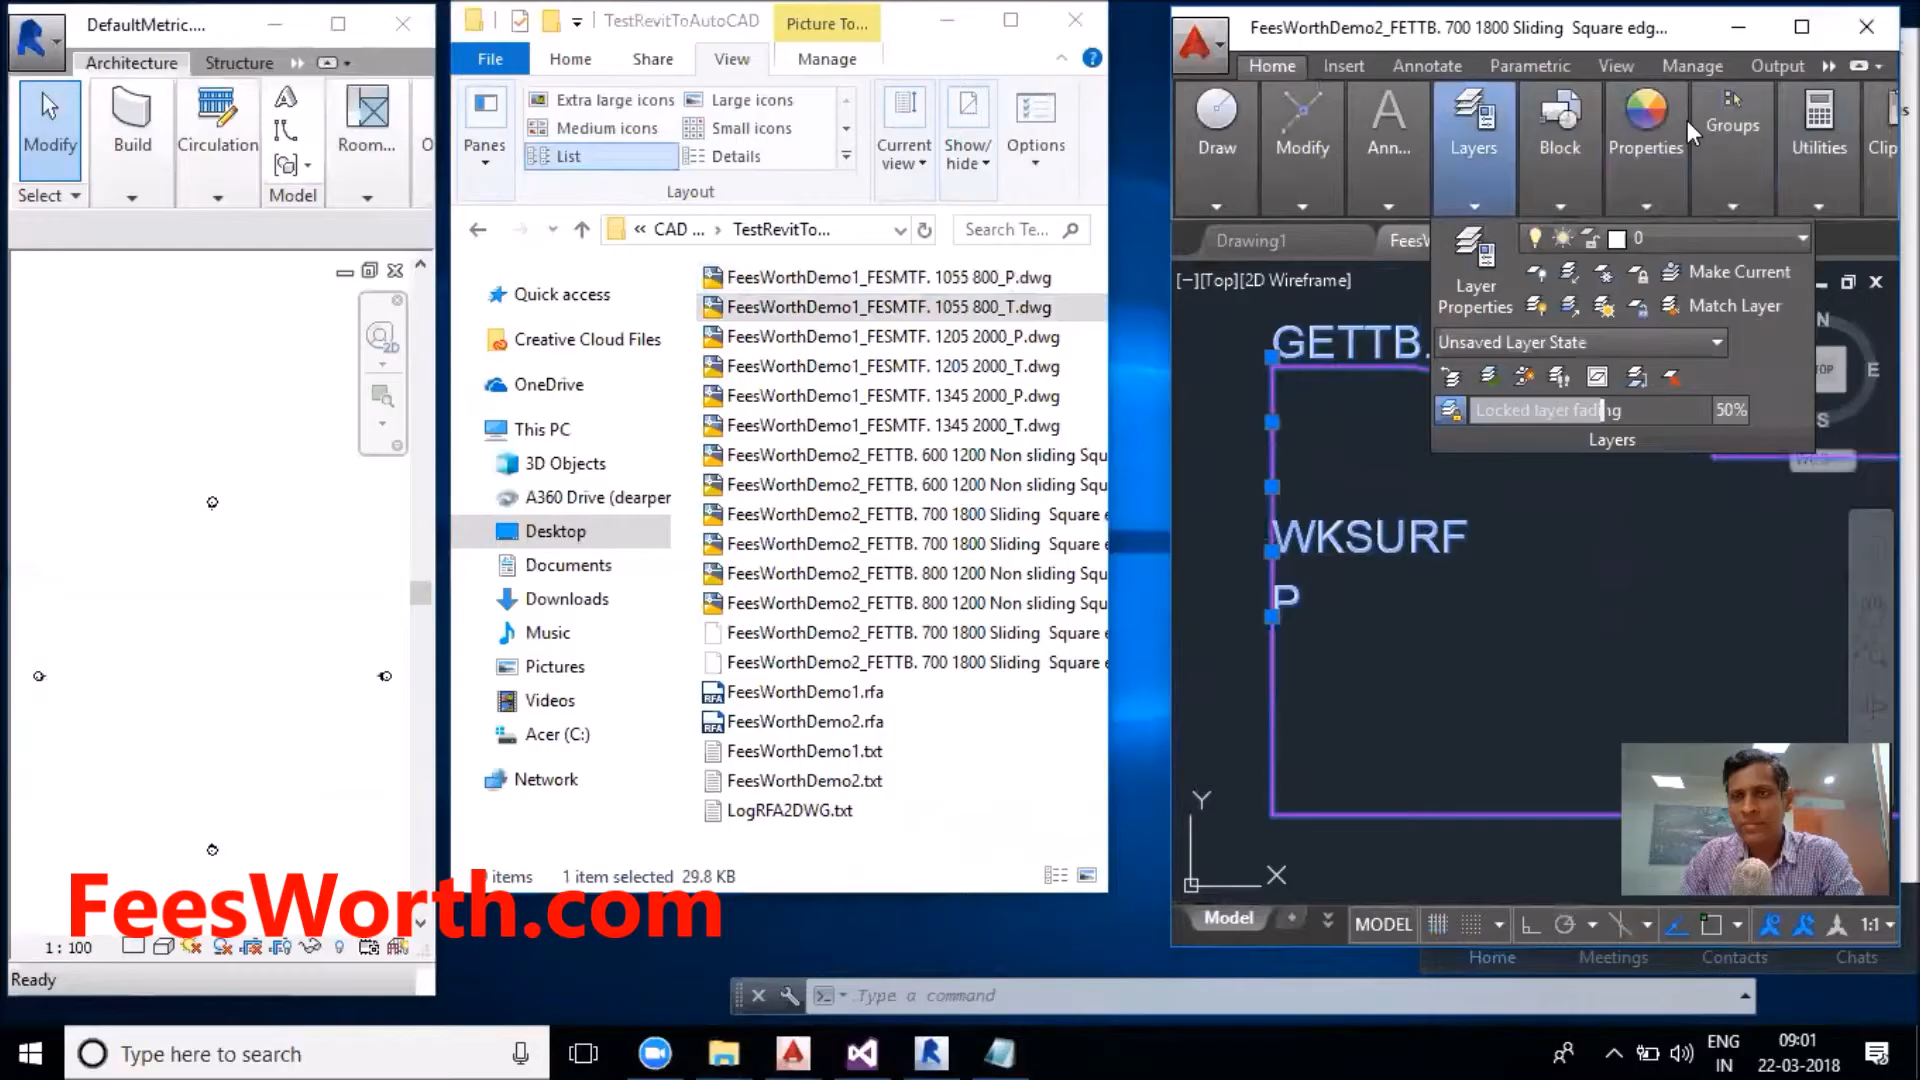 DefaultMetric....
Architecture Structure
Modify
Build
Circulation
Room...
Select
Model
1 : 100
Ready
TestRevitToAutoCAD
Picture To...
File
Home
Share
View
Manage
Panes
Extra large icons
Large icons
Medium icons
Small icons
List
Details
Current view
Show/hide
Options
Layout
« CAD ...
TestRevitTo...
Search Te...
Quick access
Creative Cloud Files
OneDrive
This PC
3D Objects
A360 Drive (dearper
Desktop
Documents
Downloads
Music
Pictures
Videos
Acer (C:)
Network
FeesWorthDemo1_FESMTF. 1055 800_P.dwg
FeesWorthDemo1_FESMTF. 1055 800_T.dwg
FeesWorthDemo1_FESMTF. 1205 2000_P.dwg
FeesWorthDemo1_FESMTF. 1205 2000_T.dwg
FeesWorthDemo1_FESMTF. 1345 2000_P.dwg
FeesWorthDemo1_FESMTF. 1345 2000_T.dwg
FeesWorthDemo2_FETTB. 600 1200 Non sliding Squ
FeesWorthDemo2_FETTB. 600 1200 Non sliding Squ
FeesWorthDemo2_FETTB. 700 1800 Sliding Square e
FeesWorthDemo2_FETTB. 700 1800 Sliding Square e
FeesWorthDemo2_FETTB. 800 1200 Non sliding Squ
FeesWorthDemo2_FETTB. 800 1200 Non sliding Squ
FeesWorthDemo2_FETTB. 700 1800 Sliding Square e
FeesWorthDemo2_FETTB. 700 1800 Sliding Square e
FeesWorthDemo1.rfa
FeesWorthDemo2.rfa
FeesWorthDemo1.txt
FeesWorthDemo2.txt
LogRFA2DWG.txt
items 1 item selected 29.8 KB
FeesWorth.com
FeesWorthDemo2_FETTB. 700 1800 Sliding Square edg...
Home
Insert
Annotate
Parametric
View
Manage
Output
Draw
Modify
Ann...
Layers
Block
Properties
Groups
Utilities
Clip
Drawing1
FeesW
0
Layer Properties
Make Current
Match Layer
Unsaved Layer State
Locked layer fading
50%
Layers
[−][Top][2D Wireframe]
N
TOP
E
S
GETTB.
WKSURF
P
Y
X
Model
+
MODEL
1:1
Home
Meetings
Contacts
Chats
Type a command
Type here to search
ENG
IN
09:01
22-03-2018